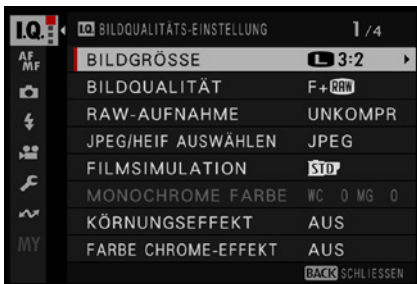 I.Q. I.Q. BILDQUALITÄTS-EINSTELLUNG 1/4
AF MF
BILDGRÖSSE L 3:2
BILDQUALITÄT F+RAW
RAW-AUFNAHME UNKOMPR
JPEG/HEIF AUSWÄHLEN JPEG
FILMSIMULATION STD
MONOCHROME FARBE WC 0 MG 0
KÖRNUNGSEFFEKT AUS
MY
FARBE CHROME-EFFEKT AUS
BACK SCHLIESSEN